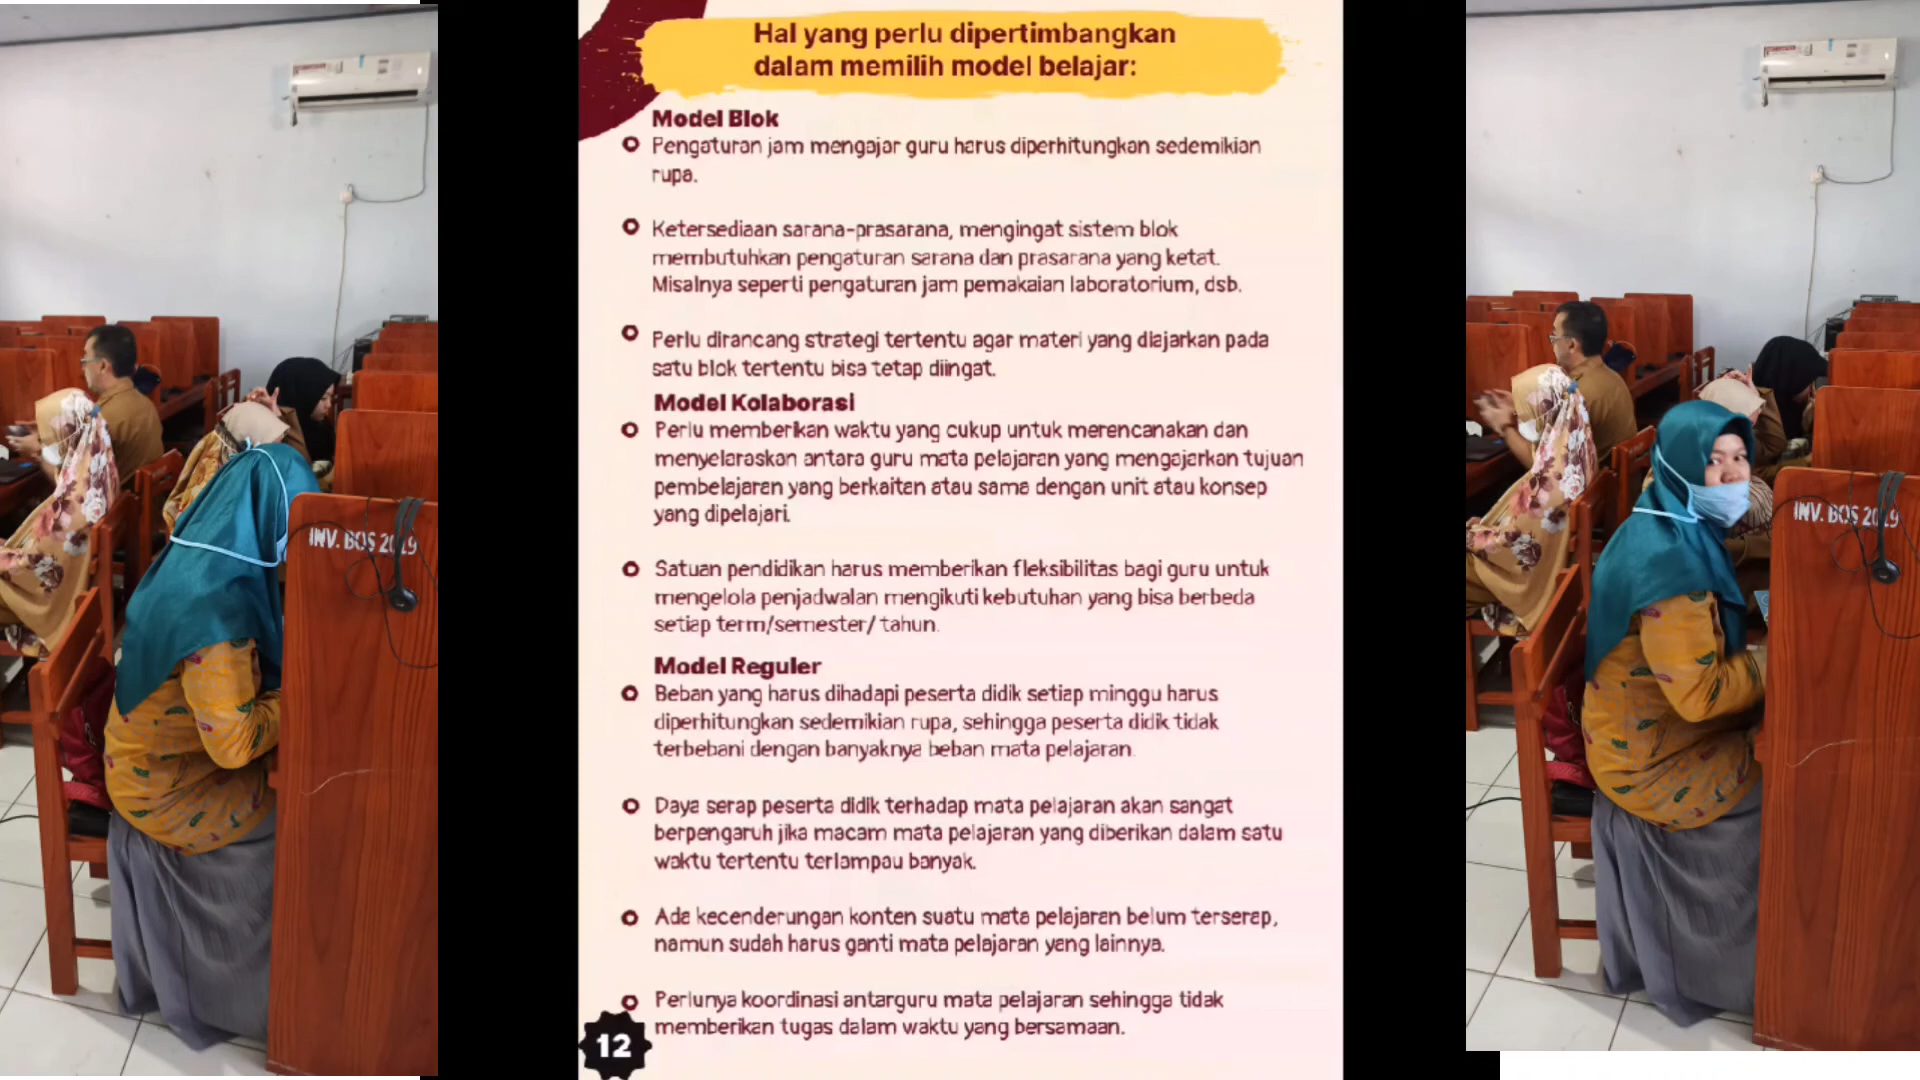 Hal yang perlu dipertimbangkan
dalam memilih model belajar:
Model Blok
Pengaturan jam mengajar guru harus diperhitungkan sedemikian
rupa.
Ketersediaan sarana-prasarana, mengingat sistem blok
membutuhkan pengaturan sarana dan prasarana yang ketat.
Misalnya seperti pengaturan jam pemakaian laboratorium, dsb.
Perlu dirancang strategi tertentu agar materi yang diajarkan pada
satu blok tertentu bisa tetap diingat.
Model Kolaborasi
Perlu memberikan waktu yang cukup untuk merencanakan dan
menyelaraskan antara guru mata pelajaran yang mengajarkan tujuan
pembelajaran yang berkaitan atau sama dengan unit atau konsep
yang dipelajari.
Satuan pendidikan harus memberikan fleksibilitas bagi guru untuk
mengelola penjadwalan mengikuti kebutuhan yang bisa berbeda
setiap term/semester/ tahun.
Model Reguler
Beban yang harus dihadapi peserta didik setiap minggu harus
diperhitungkan sedemikian rupa, sehingga peserta didik tidak
terbebani dengan banyaknya beban mata pelajaran.
Daya serap peserta didik terhadap mata pelajaran akan sangat
berpengaruh jika macam mata pelajaran yang diberikan dalam satu
waktu tertentu terlampau banyak.
Ada kecenderungan konten suatu mata pelajaran belum terserap,
namun sudah harus ganti mata pelajaran yang lainnya.
Perlunya koordinasi antarguru mata pelajaran sehingga tidak
memberikan tugas dalam waktu yang bersamaan.
12
INV. BOS 2019
INV. BOS 2019